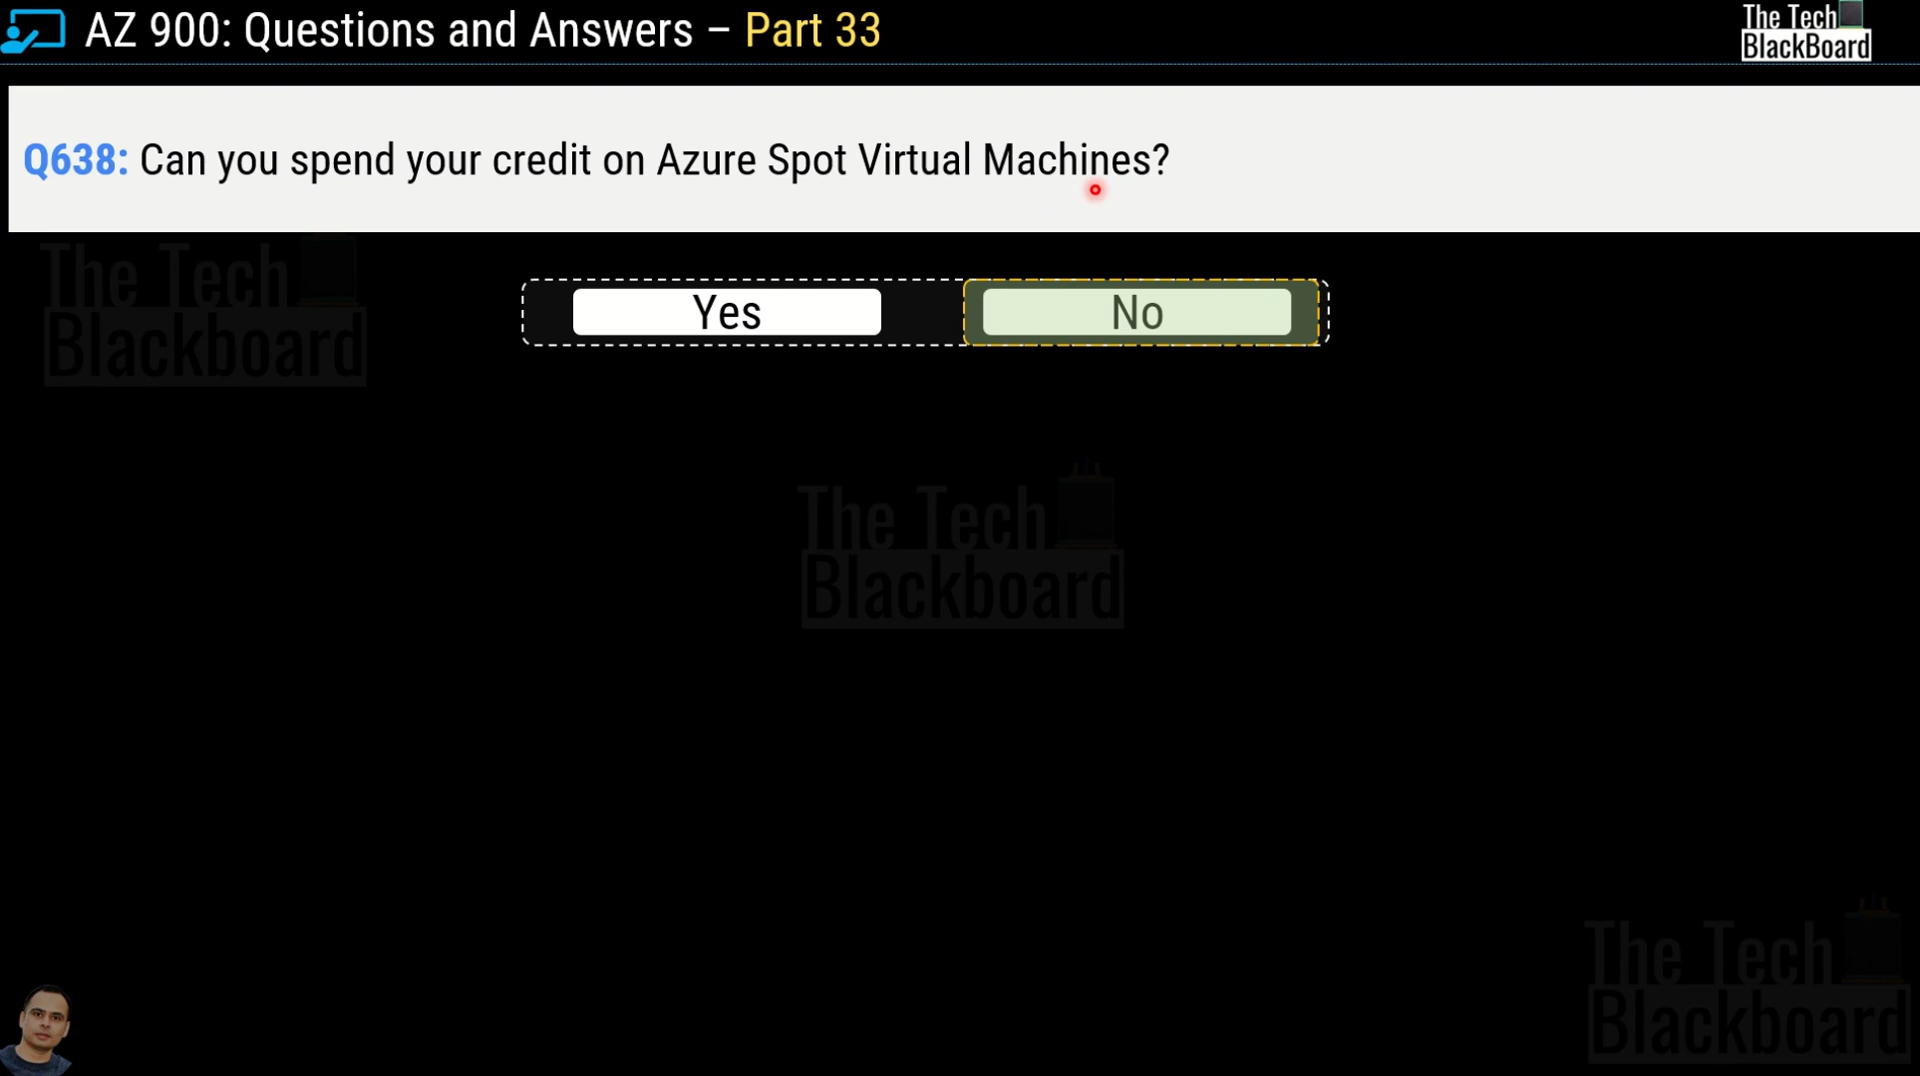 AZ 900: Questions and Answers – Part 33
The Tech
BlackBoard
Q638: Can you spend your credit on Azure Spot Virtual Machines?
The Tech
Blackboard
Yes
No
The Tech
Blackboard
The Tech
Blackboard